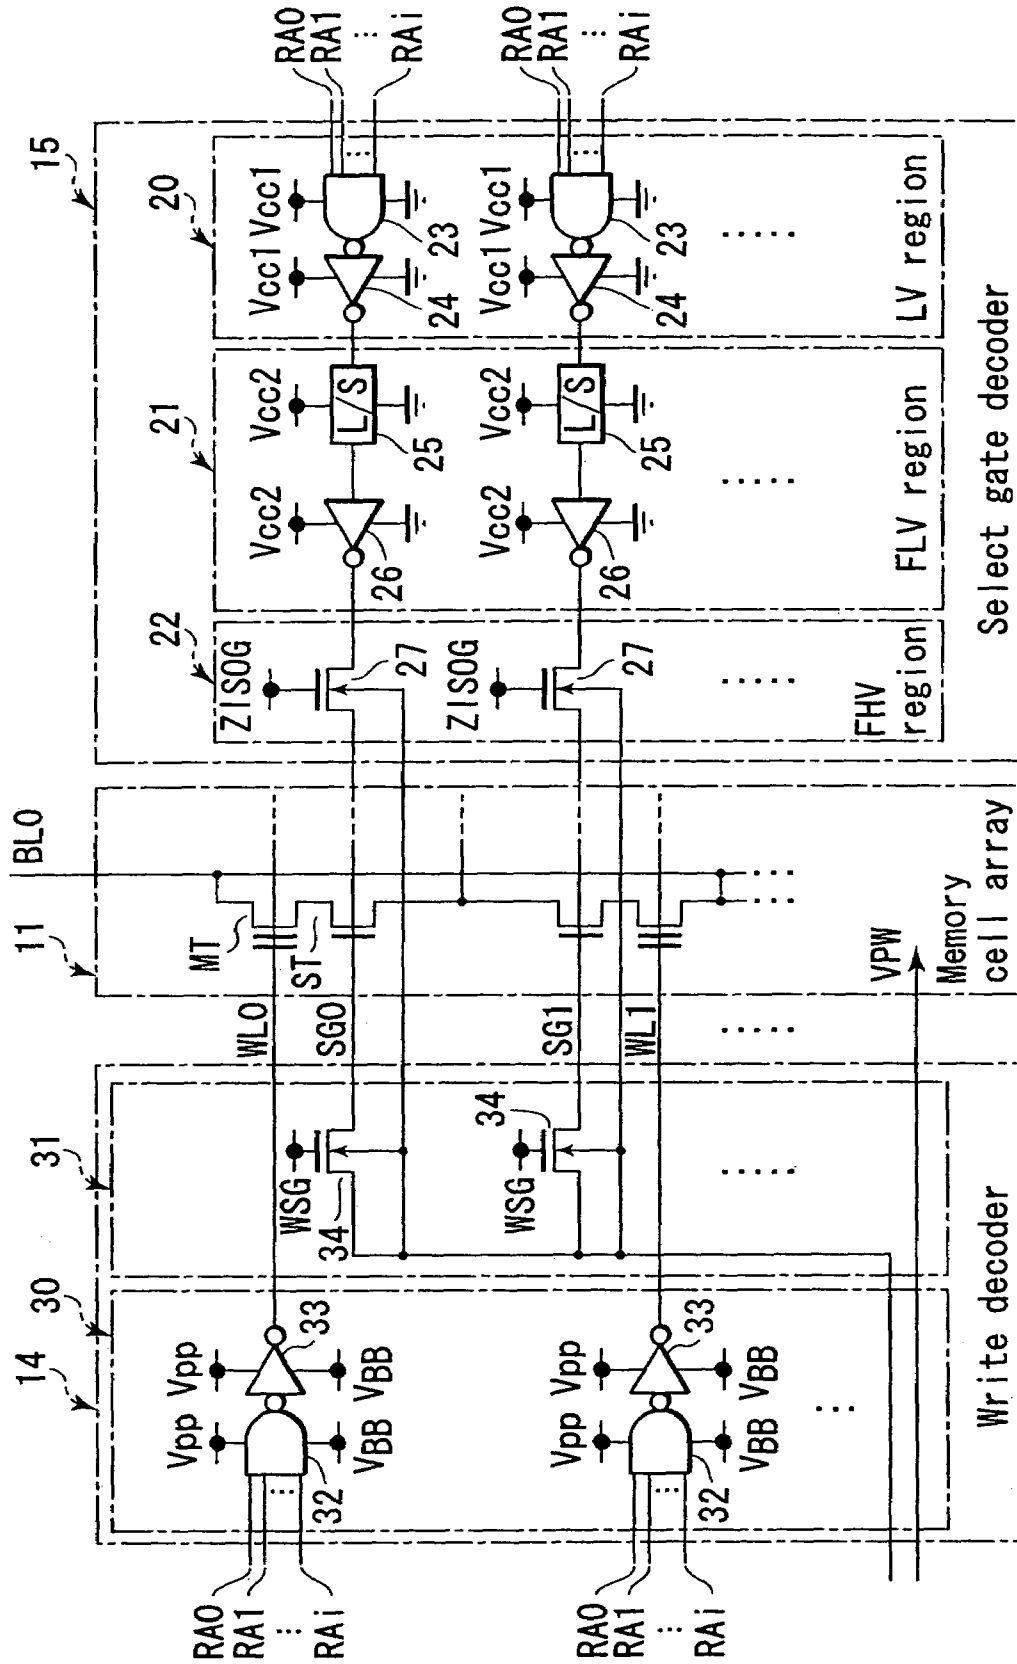 14
30
31
11
BL0
22
21
20
15
RA0
RA1
RAi
Vpp
Vpp
VBB
VBB
32
33
WL0
MT
ST
SG0
WSG
34
ZISOG
27
Vcc2
Vcc2
26
L/S
25
Vcc1
Vcc1
24
23
RA0
RA1
RAi
RA0
RA1
RAi
Vpp
Vpp
VBB
VBB
32
33
WSG
34
SG1
WL1
ZISOG
27
Vcc2
Vcc2
26
L/S
25
Vcc1
Vcc1
24
23
RA0
RA1
RAi
VPW
Write decoder
Memory
cell array
FHV
region
FLV region
LV region
Select gate decoder